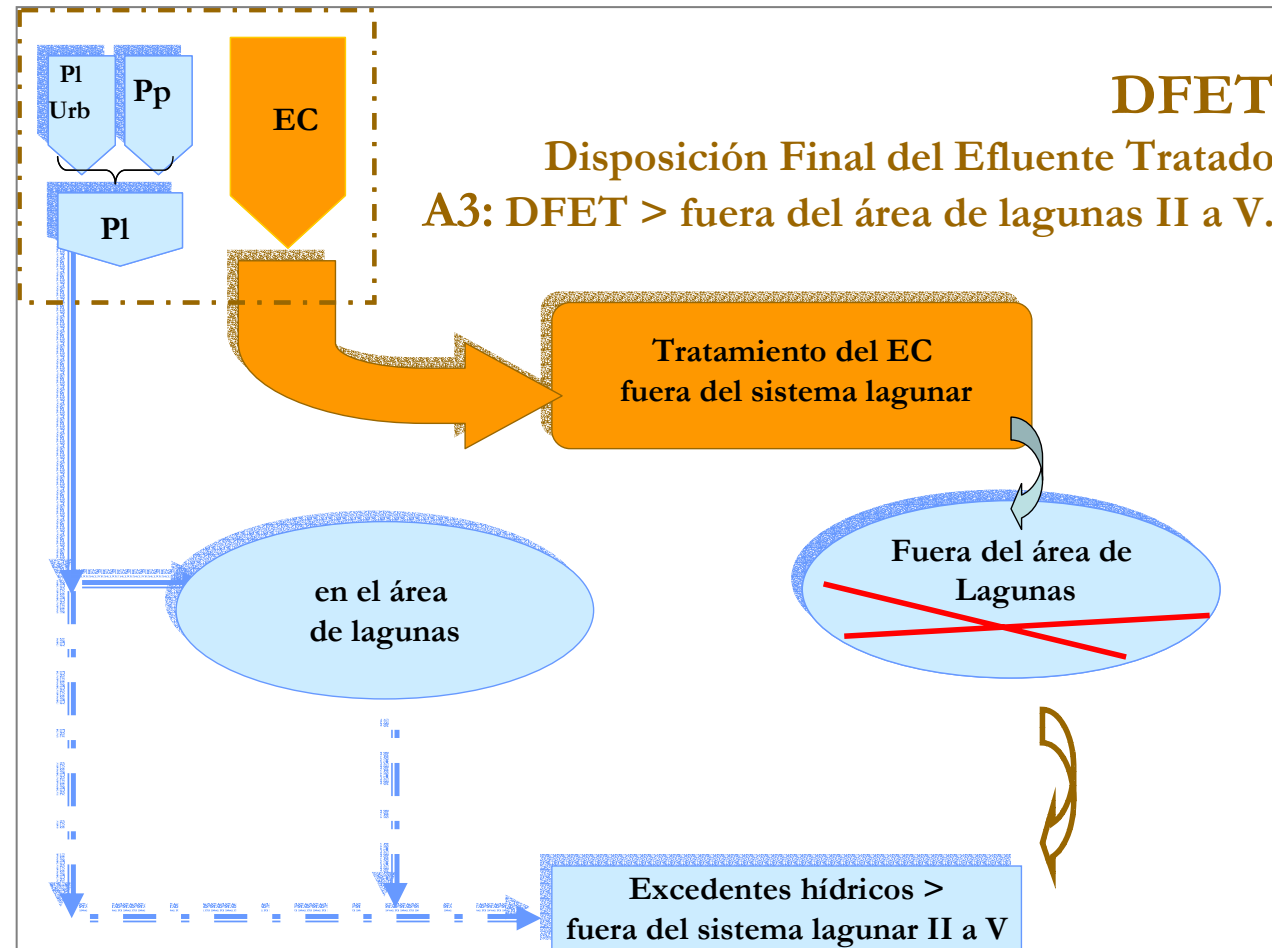 Pl
Urb
Pp
EC
Pl
DFET
Disposición Final del Efluente Tratado
A3: DFET > fuera del área de lagunas II a V.
Tratamiento del EC
fuera del sistema lagunar
en el área
de lagunas
Fuera del área de
Lagunas
Excedentes hídricos >
fuera del sistema lagunar II a V